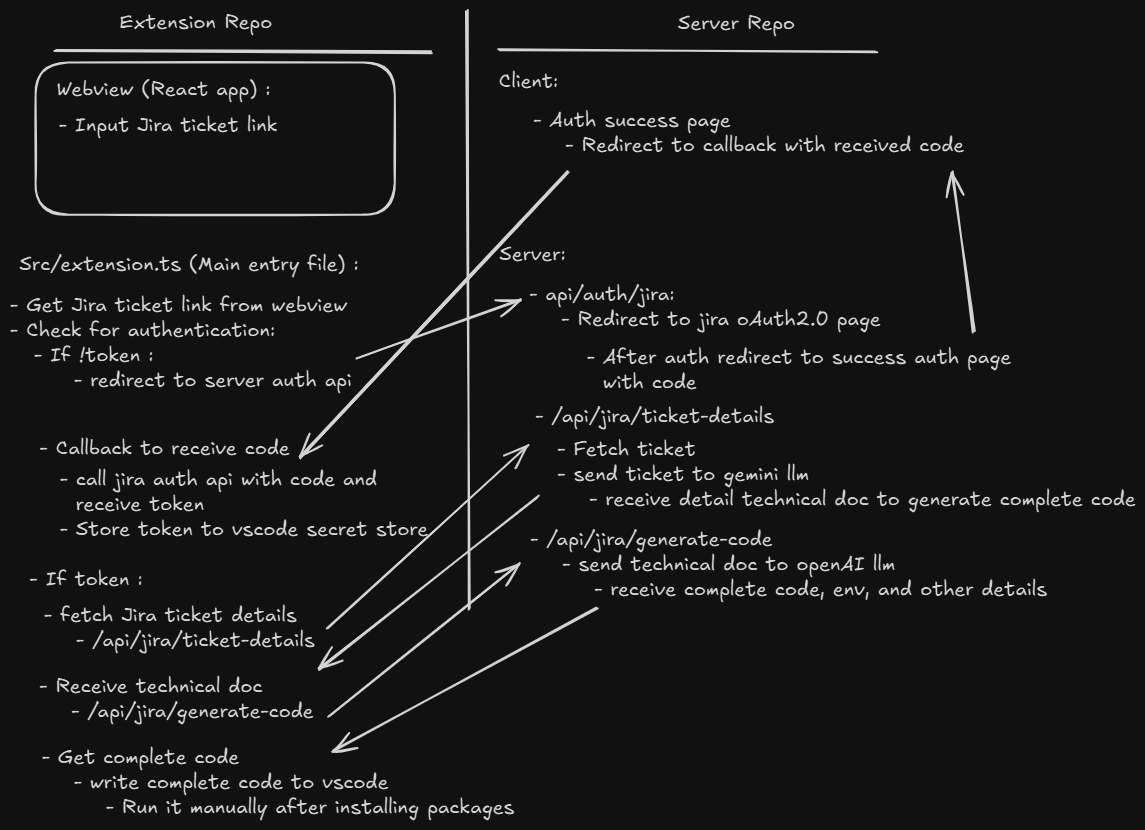 Extension Repo
Webview (React app) :
- Input Jira ticket link
Src/extension.ts (Main entry file) :
- Get Jira ticket link from webview
- Check for authentication:
- If !token :
- redirect to server auth api
- Callback to receive code
- call jira auth api with code and
receive token
- Store token to vscode secret store
- If token :
- fetch Jira ticket details
- /api/jira/ticket-details
- Receive technical doc
- /api/jira/generate-code
- Get complete code
- write complete code to vscode
- Run it manually after installing packages
Server Repo
Client:
- Auth success page
- Redirect to callback with received code
Server:
- api/auth/jira:
- Redirect to jira oAuth2.0 page
- After auth redirect to success auth page
with code
- /api/jira/ticket-details
- Fetch ticket
- send ticket to gemini llm
- receive detail technical doc to generate complete code
- /api/jira/generate-code
- send technical doc to openAI llm
- receive complete code, env, and other details